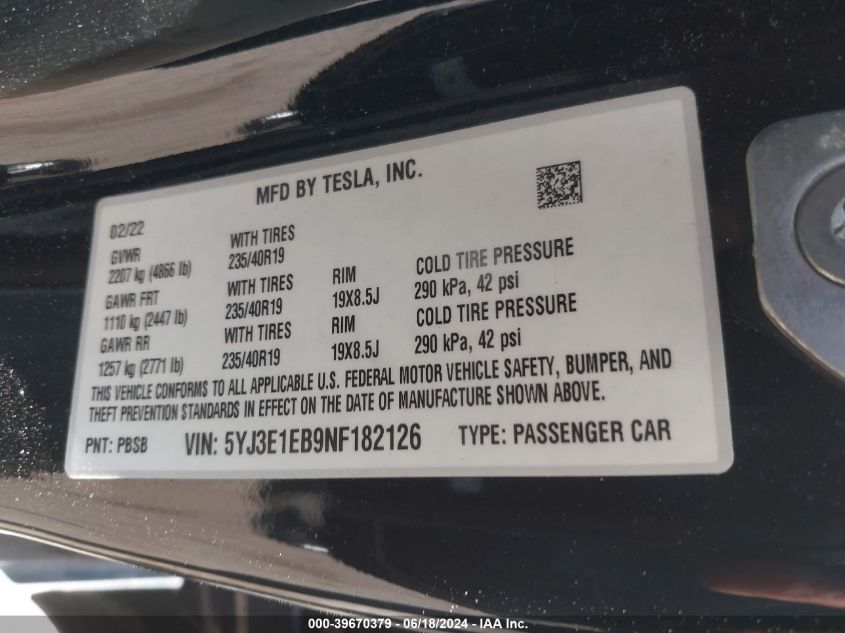 MFD BY TESLA, INC.
02/22
GVWR
2207 kg (4866 lb)
WITH TIRES
235/40R19
GAWR FRT
1110 kg (2447 lb)
WITH TIRES
235/40R19
RIM
19X8.5J
COLD TIRE PRESSURE
290 kPa, 42 psi
GAWR RR
1257 kg (2771 lb)
WITH TIRES
235/40R19
RIM
19X8.5J
COLD TIRE PRESSURE
290 kPa, 42 psi
THIS VEHICLE CONFORMS TO ALL APPLICABLE U.S. FEDERAL MOTOR VEHICLE SAFETY, BUMPER, AND
THEFT PREVENTION STANDARDS IN EFFECT ON THE DATE OF MANUFACTURE SHOWN ABOVE.
PNT: PBSB VIN: 5YJ3E1EB9NF182126 TYPE: PASSENGER CAR
000-39670379 - 06/18/2024 - IAA Inc.